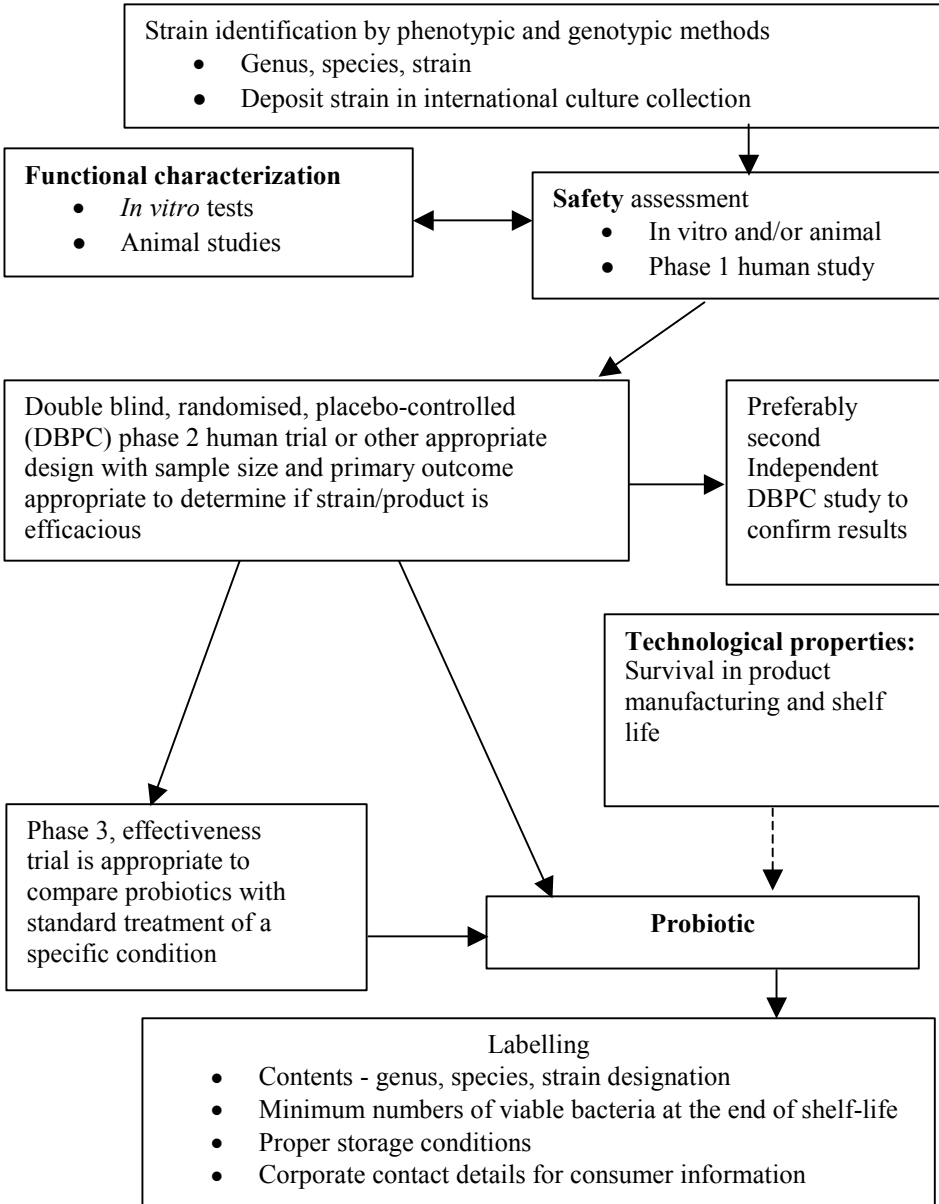 Strain identification by phenotypic and genotypic methods
• Genus, species, strain
• Deposit strain in international culture collection
Functional characterization
• In vitro tests
• Animal studies
Safety assessment
• In vitro and/or animal
• Phase 1 human study
Double blind, randomised, placebo-controlled
(DBPC) phase 2 human trial or other appropriate
design with sample size and primary outcome
appropriate to determine if strain/product is
efficacious
Preferably
second
Independent
DBPC study to
confirm results
Technological properties:
Survival in product
manufacturing and shelf
life
Phase 3, effectiveness
trial is appropriate to
compare probiotics with
standard treatment of a
specific condition
Probiotic
Labelling
• Contents - genus, species, strain designation
• Minimum numbers of viable bacteria at the end of shelf-life
• Proper storage conditions
• Corporate contact details for consumer information